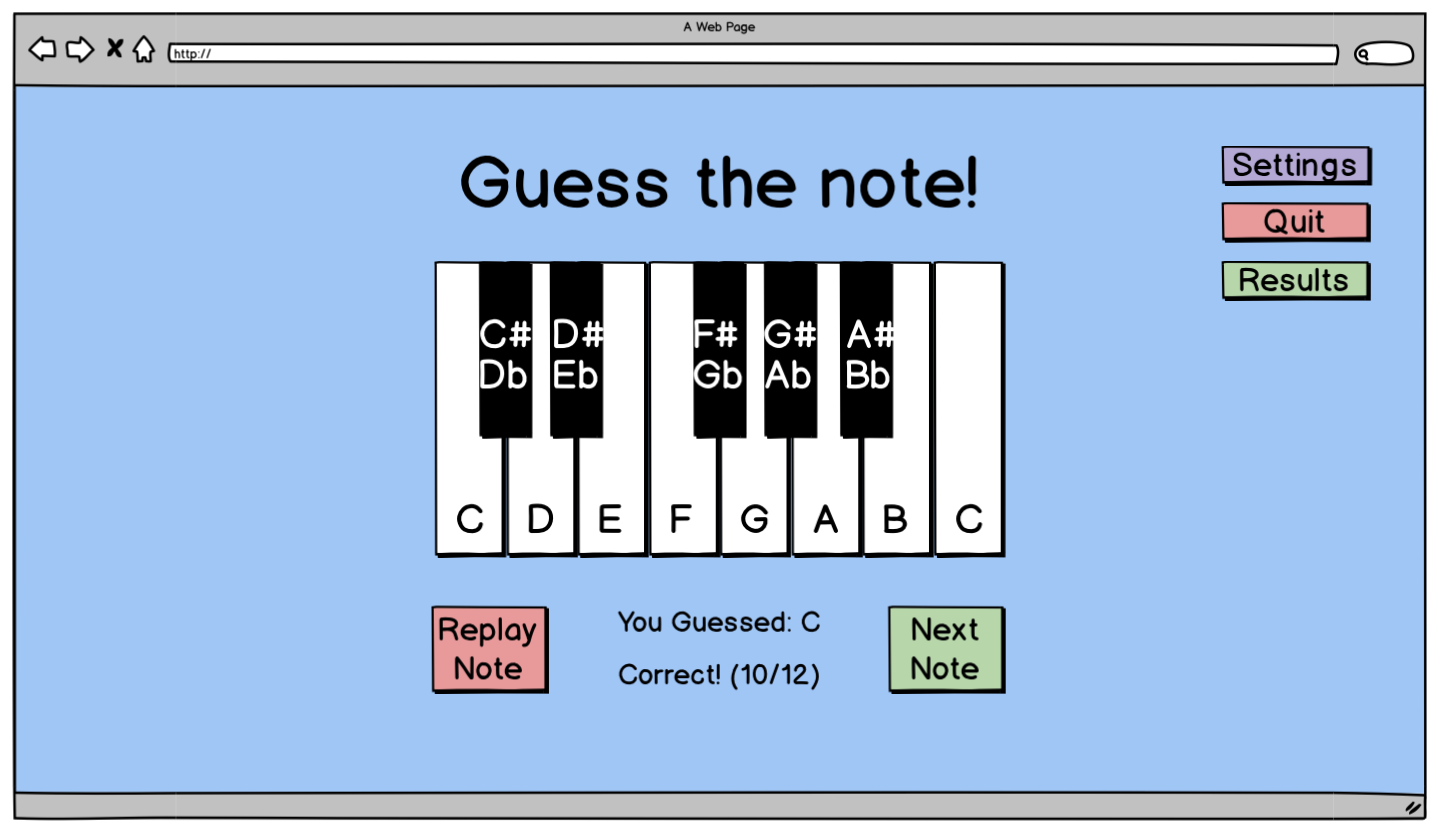 A Web Page
http://
Guess the note!
Settings
Quit
Results
C# D# F# G# A#
Db Eb Gb Ab Bb
C D E F G A B C
Replay
Note
You Guessed: C
Correct! (10/12)
Next
Note